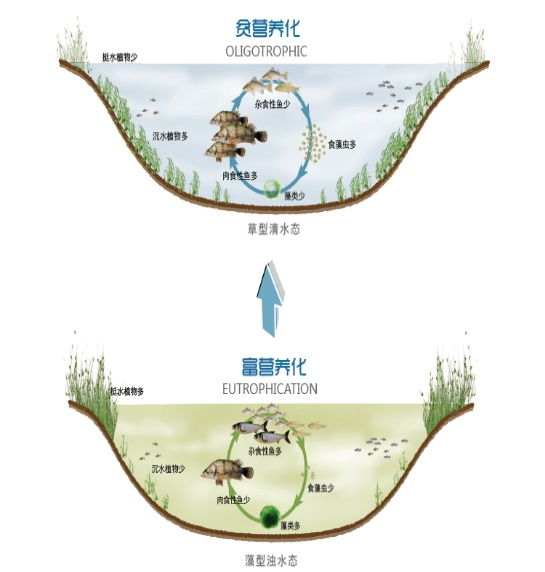 贫营养化
OLIGOTROPHIC
挺水植物少
杂食性鱼少
沉水植物多
食藻虫多
肉食性鱼多
藻类少
草型清水态
富营养化
EUTROPHICATION
挺水植物多
杂食性鱼多
沉水植物少
食藻虫少
肉食性鱼少
藻类多
藻型浊水态